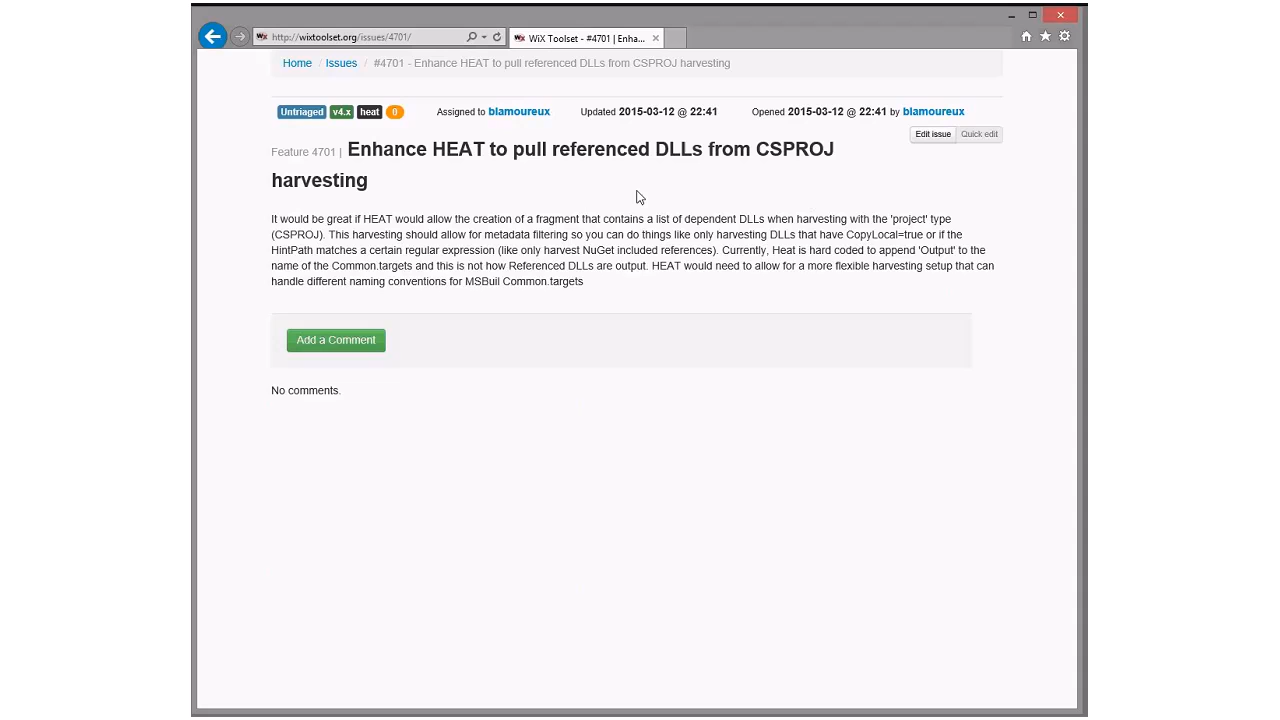 http://wixtoolset.org/issues/4701/
WiX Toolset - #4701 | Enha...
Home / Issues / #4701 - Enhance HEAT to pull referenced DLLs from CSPROJ harvesting
Untriaged v4.x heat 0 Assigned to blamoureux Updated 2015-03-12 @ 22:41 Opened 2015-03-12 @ 22:41 by blamoureux
Edit issue Quick edit
Feature 4701 | Enhance HEAT to pull referenced DLLs from CSPROJ
harvesting
It would be great if HEAT would allow the creation of a fragment that contains a list of dependent DLLs when harvesting with the 'project' type
(CSPROJ). This harvesting should allow for metadata filtering so you can do things like only harvesting DLLs that have CopyLocal=true or if the
HintPath matches a certain regular expression (like only harvest NuGet included references). Currently, Heat is hard coded to append 'Output' to the
name of the Common.targets and this is not how Referenced DLLs are output. HEAT would need to allow for a more flexible harvesting setup that can
handle different naming conventions for MSBuil Common.targets
Add a Comment
No comments.